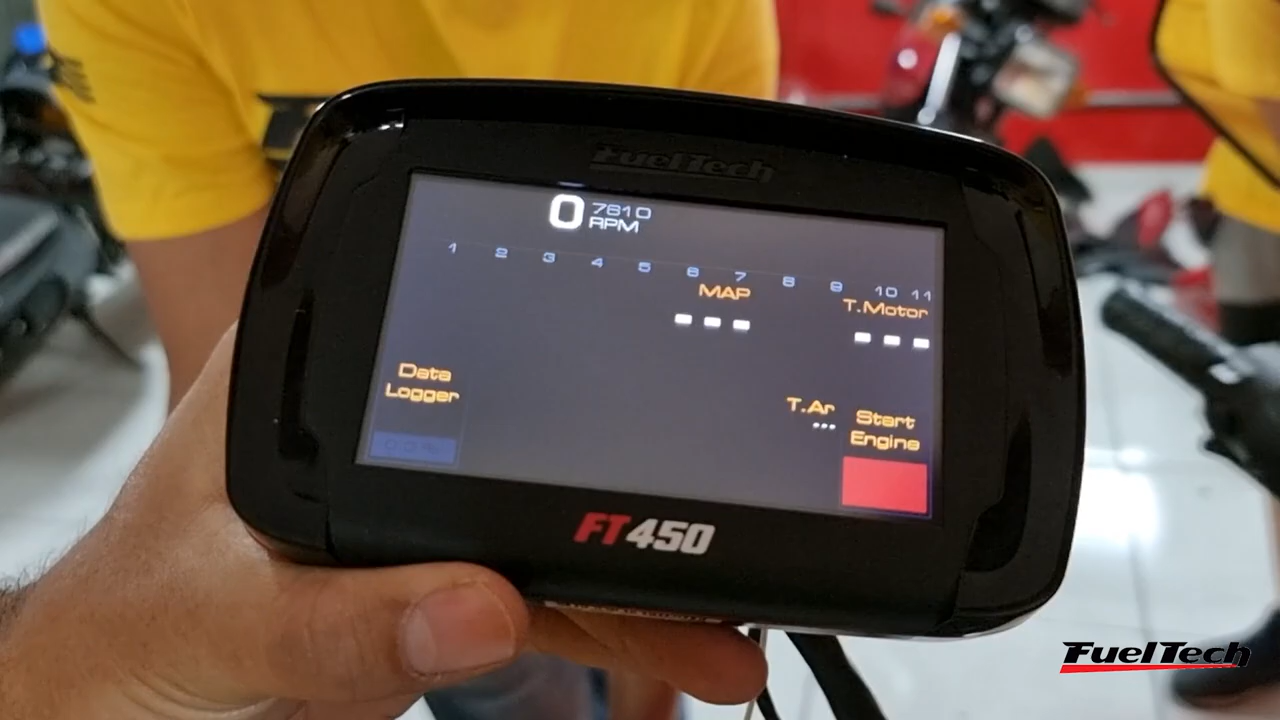 FuelTech
0 7610
RPM
1 2 3 4 5 6 7 8 9 10 11
MAP
T.Motor
---
---
Data
Logger
T.Ar
...
Start
Engine
FT450
FuelTech